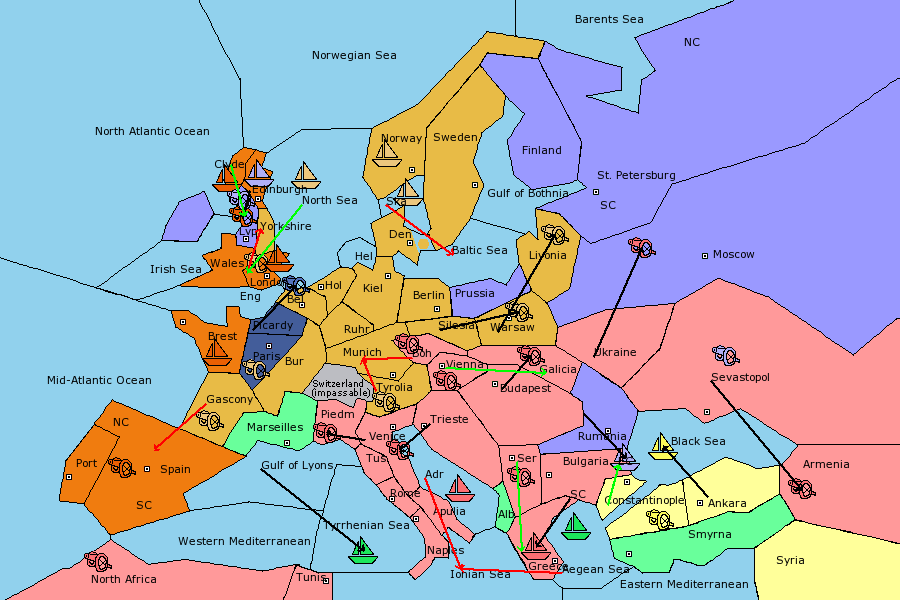 Barents Sea
NC
Norwegian Sea
North Atlantic Ocean
Norway
Sweden
Finland
Clyde
St. Petersburg
Edinburgh
Gulf of Bothnia
North Sea
Ska
SC
Lvp
Yorkshire
Den
Baltic Sea
Livonia
Moscow
Irish Sea
Wales
Hel
London
Hol
Kiel
Berlin
Prussia
Eng
Bel
Picardy
Ruhr
Silesia
Warsaw
Brest
Paris
Bur
Munich
Boh
Vienna
Galicia
Ukraine
Mid-Atlantic Ocean
Switzerland
(impassable)
Tyrolia
Budapest
Sevastopol
Gascony
NC
Marseilles
Piedm
Trieste
Venice
Rumania
Black Sea
Port
Spain
Gulf of Lyons
Tus
Ser
Bulgaria
Armenia
Adr
Rome
SC
Constantinople
Ankara
SC
Apulia
Alb
Tyrrhenian Sea
Smyrna
Western Mediterranean
Naples
Syria
North Africa
Tunis
Ionian Sea
Greece
Aegean Sea
Eastern Mediterranean